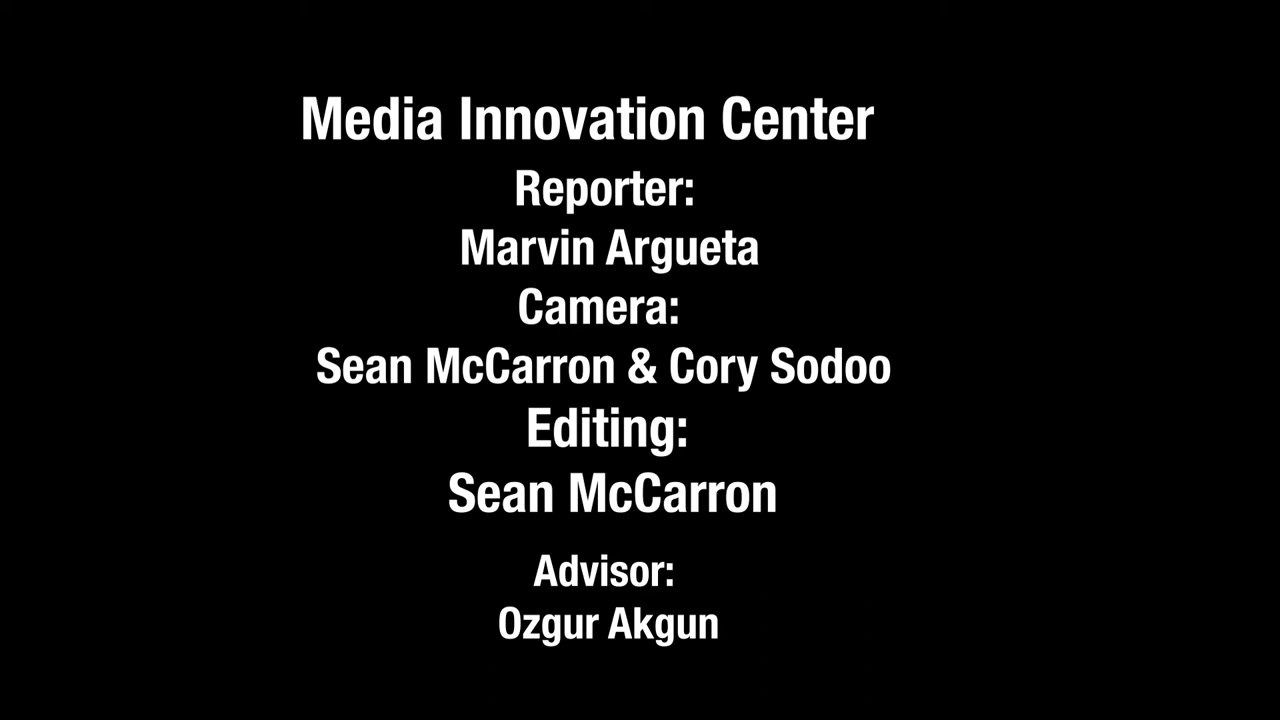 Media Innovation Center
Reporter:
Marvin Argueta
Camera:
Sean McCarron & Cory Sodoo
Editing:
Sean McCarron
Advisor:
Ozgur Akgun